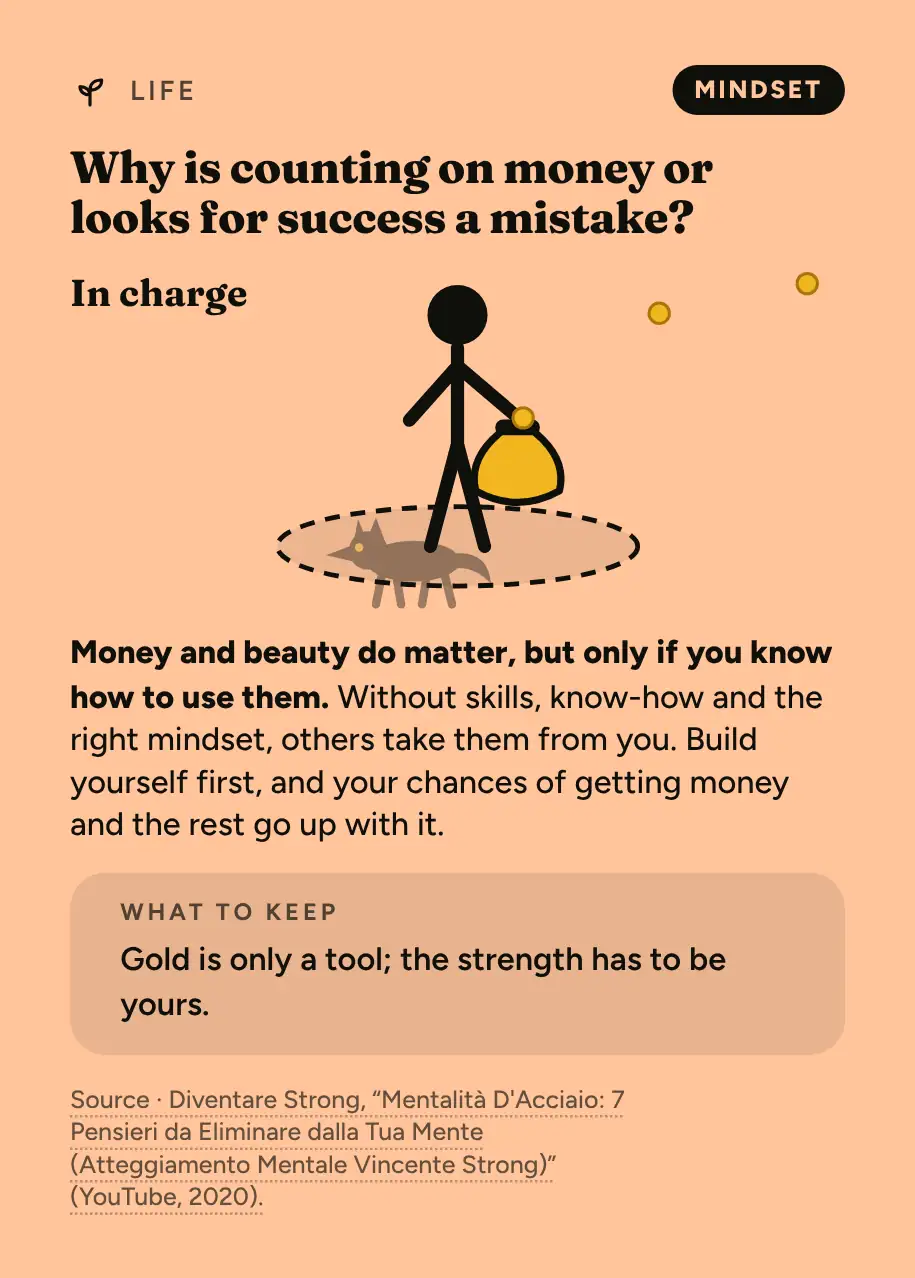 LIFE
MINDSET
Why is counting on money or
looks for success a mistake?
In charge
Money and beauty do matter, but only if you know
how to use them. Without skills, know-how and the
right mindset, others take them from you. Build
yourself first, and your chances of getting money
and the rest go up with it.
WHAT TO KEEP
Gold is only a tool; the strength has to be
yours.
Source · Diventare Strong, “Mentalità D'Acciaio: 7
Pensieri da Eliminare dalla Tua Mente
(Atteggiamento Mentale Vincente Strong)”
(YouTube, 2020).